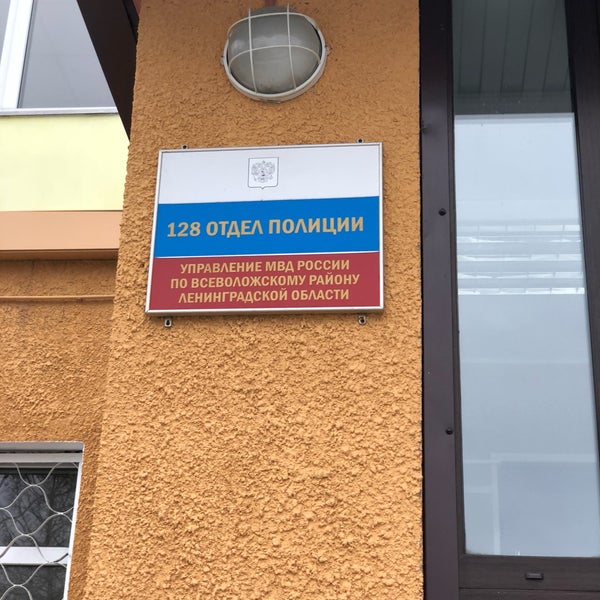 128 ОТДЕЛ ПОЛИЦИИ
УПРАВЛЕНИЕ МВД РОССИИ
ПО ВСЕВОЛОЖСКОМУ РАЙОНУ
ЛЕНИНГРАДСКОЙ ОБЛАСТИ